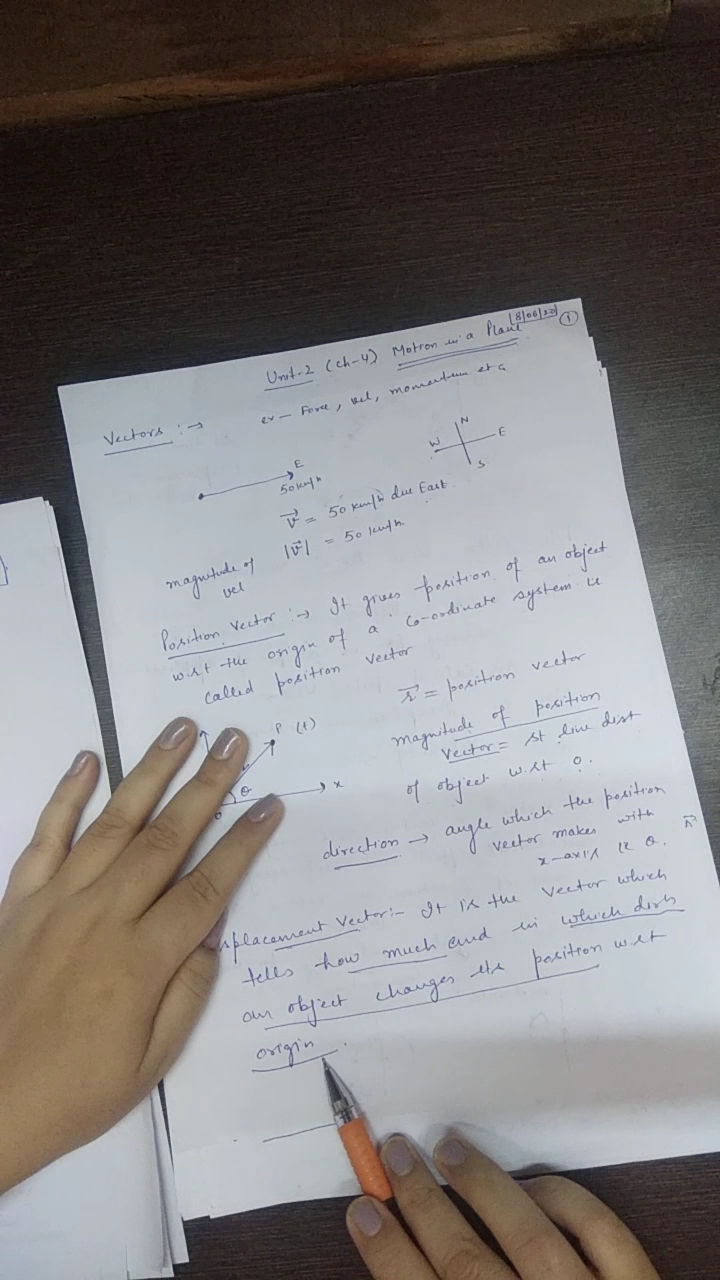 18/06/20 1
Unit-2 (Ch-4) Motion in a Plane
Vectors :→ ex - Force, vel, momentum etc
N
W E
S
E
50 km/h
v⃗ = 50 km/h due East
magnitude of vel |v⃗| = 50 km/h.
Position Vector :→ It gives position of an object
w.r.t the origin of a co-ordinate system is
called position vector
r⃗ = position vector
P (t)
θ
O x
magnitude of position
vector = st line dist
of object w.r.t O.
direction → angle which the position
vector makes with
x-axis is θ.
splacement Vector:- It is the vector which
tells how much and in which dirn
an object changes its position w.r.t
origin.